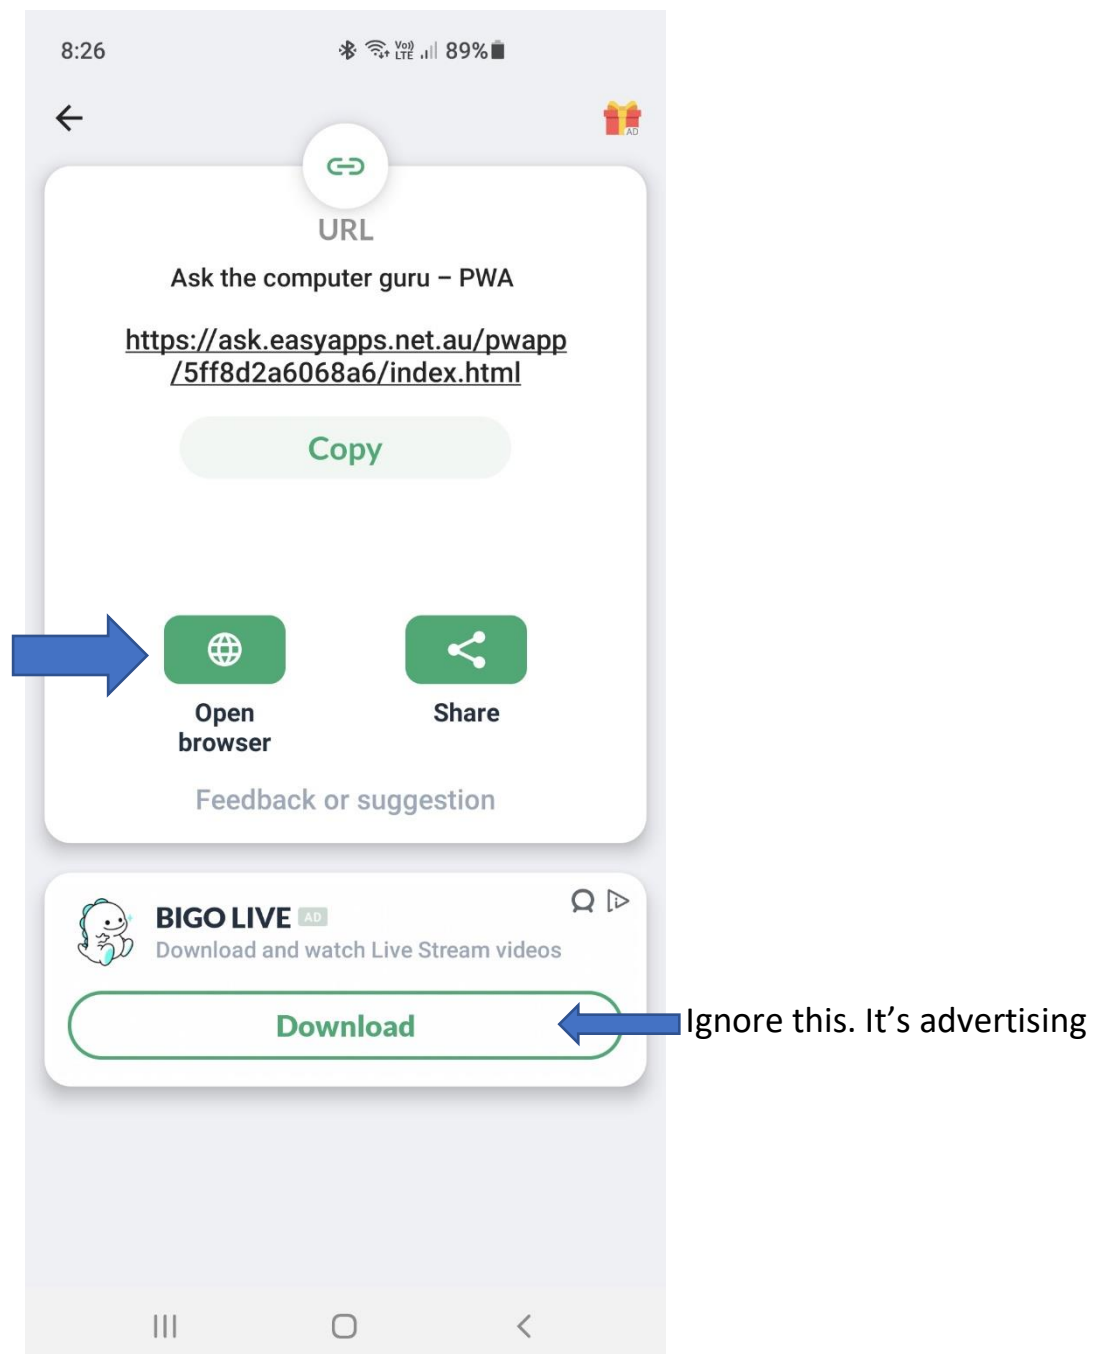 8:26 Vo)) LTE 89%
AD
URL
Ask the computer guru – PWA
https://ask.easyapps.net.au/pwapp
/5ff8d2a6068a6/index.html
Copy
Open
browser
Share
Feedback or suggestion
BIGO LIVE AD
Download and watch Live Stream videos
Download
Ignore this. It’s advertising